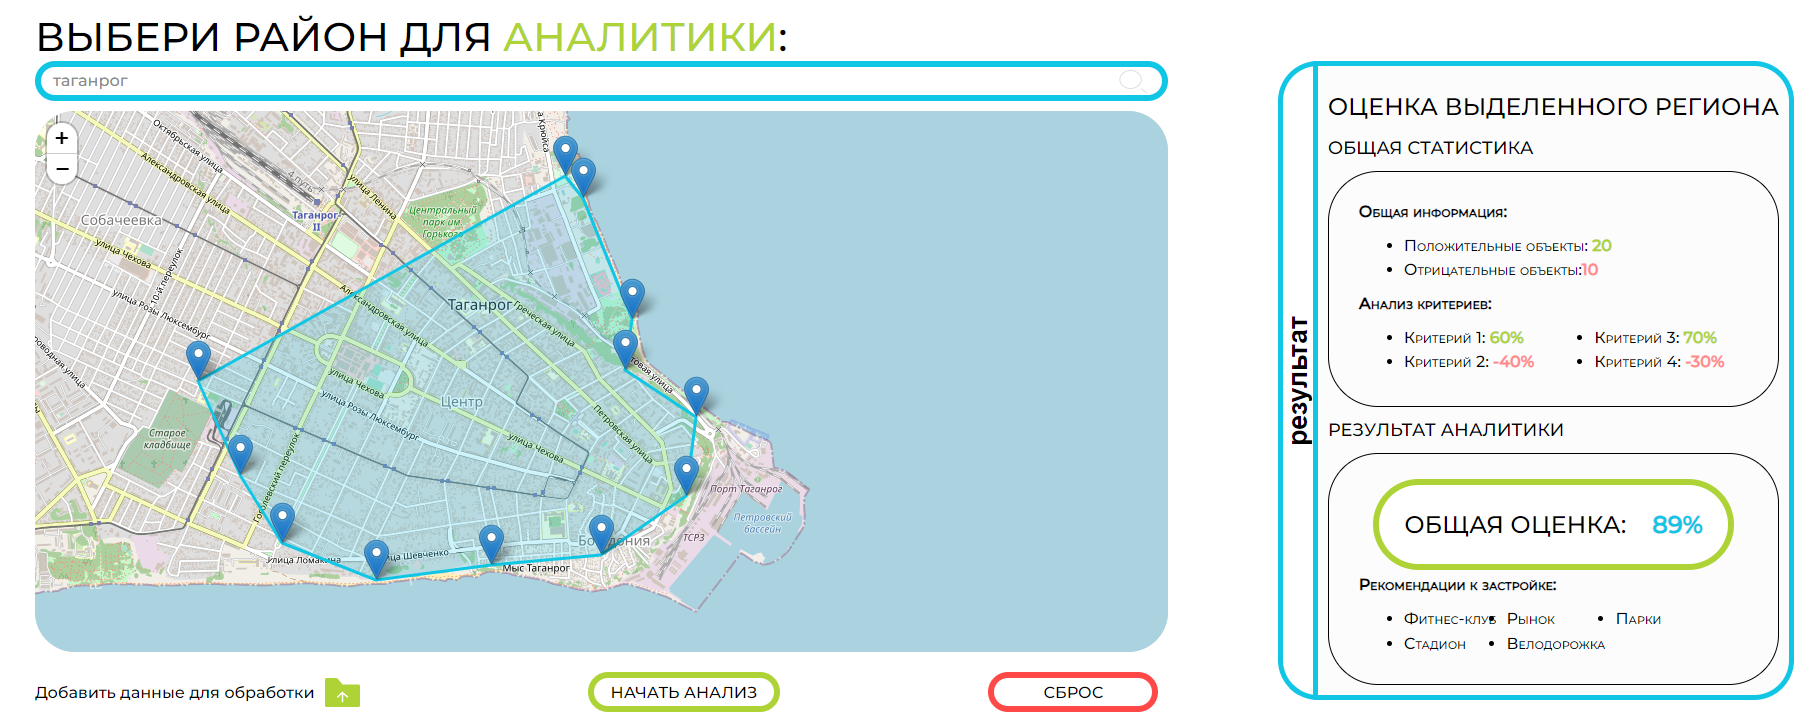 ВЫБЕРИ РАЙОН ДЛЯ АНАЛИТИКИ:
таганрог
+
−
Октябрьская улица
Александровская улица
4 путь
Таганрог-
II
улица Ленина
а Крюйса
Центральный
парк им.
Горького
Собачеевка
улица Чехова
10-й переулок
улица Розы Люксембург
Таганрог
Греческая улица
Александровская улица
товая улица
улица Чехова
улица Розы Люксембург
Центр
Петровская улица
улица Чехова
Старое
кладбище
Гоголевский переулок
Порт Таганрог
Петровский
бассейн
ТСРЗ
улица Ломакина
ица Шевченко
Мыс Таганрог
Добавить данные для обработки
НАЧАТЬ АНАЛИЗ
СБРОС
результат
ОЦЕНКА ВЫДЕЛЕННОГО РЕГИОНА
ОБЩАЯ СТАТИСТИКА
Общая информация:
Положительные объекты: 20
Отрицательные объекты:10
Анализ критериев:
Критерий 1: 60% Критерий 3: 70%
Критерий 2: -40% Критерий 4: -30%
РЕЗУЛЬТАТ АНАЛИТИКИ
ОБЩАЯ ОЦЕНКА: 89%
Рекомендации к застройке:
Фитнес-клуб Рынок Парки
Стадион Велодорожка